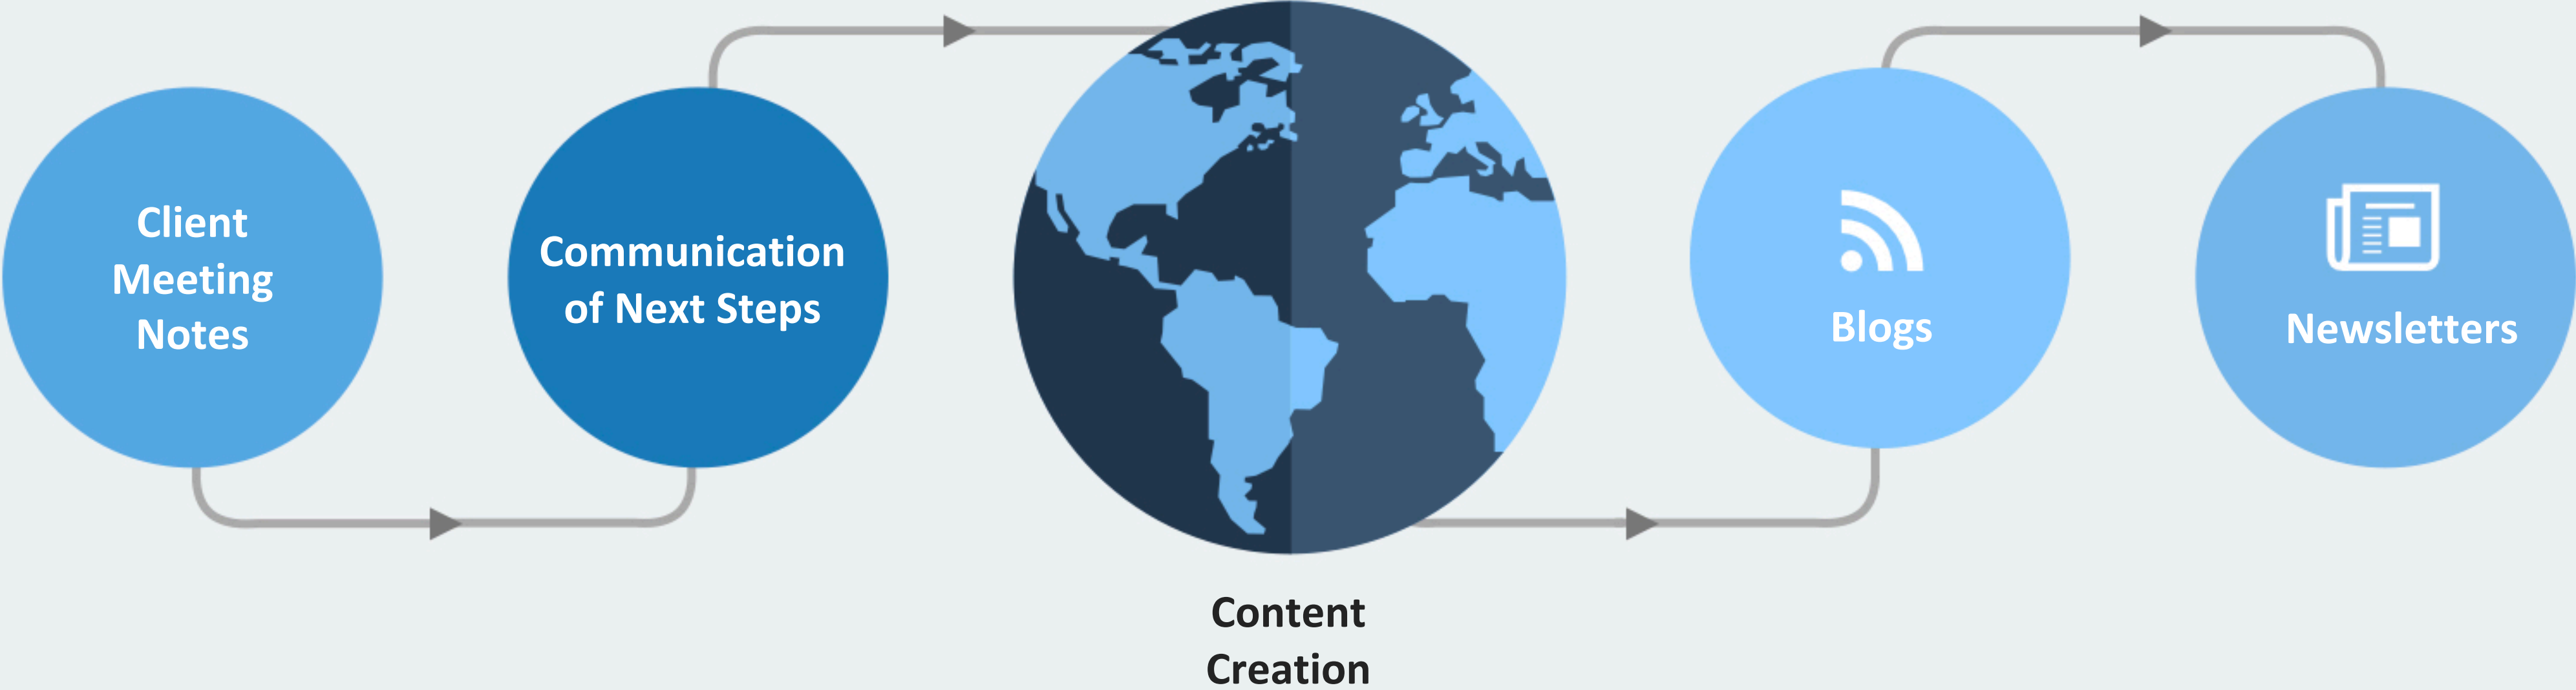 Client
Meeting
Notes
Communication
of Next Steps
Content
Creation
Blogs
Newsletters